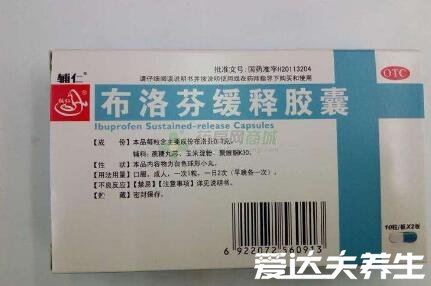 批准文号:国药准字H20113204
请仔细阅读说明书并按说明使用或在药师指导下购买和使用
辅仁
OTC
布洛芬缓释胶囊
Ibuprofen Sustained-release Capsules
【成 份】本品每粒含主要成份布洛芬0.3克。
辅料:蔗糖丸芯、玉米淀粉、聚维酮K30。
【性 状】本品内容物为白色球形小丸。
【用法用量】口服。成人,一次1粒,一日2次(早晚各一次)。
【不良反应】【禁忌】【注意事项】详见说明书。
【贮 藏】密封保存。
6 922072 560913
10粒/板X2板
爱达夫养生